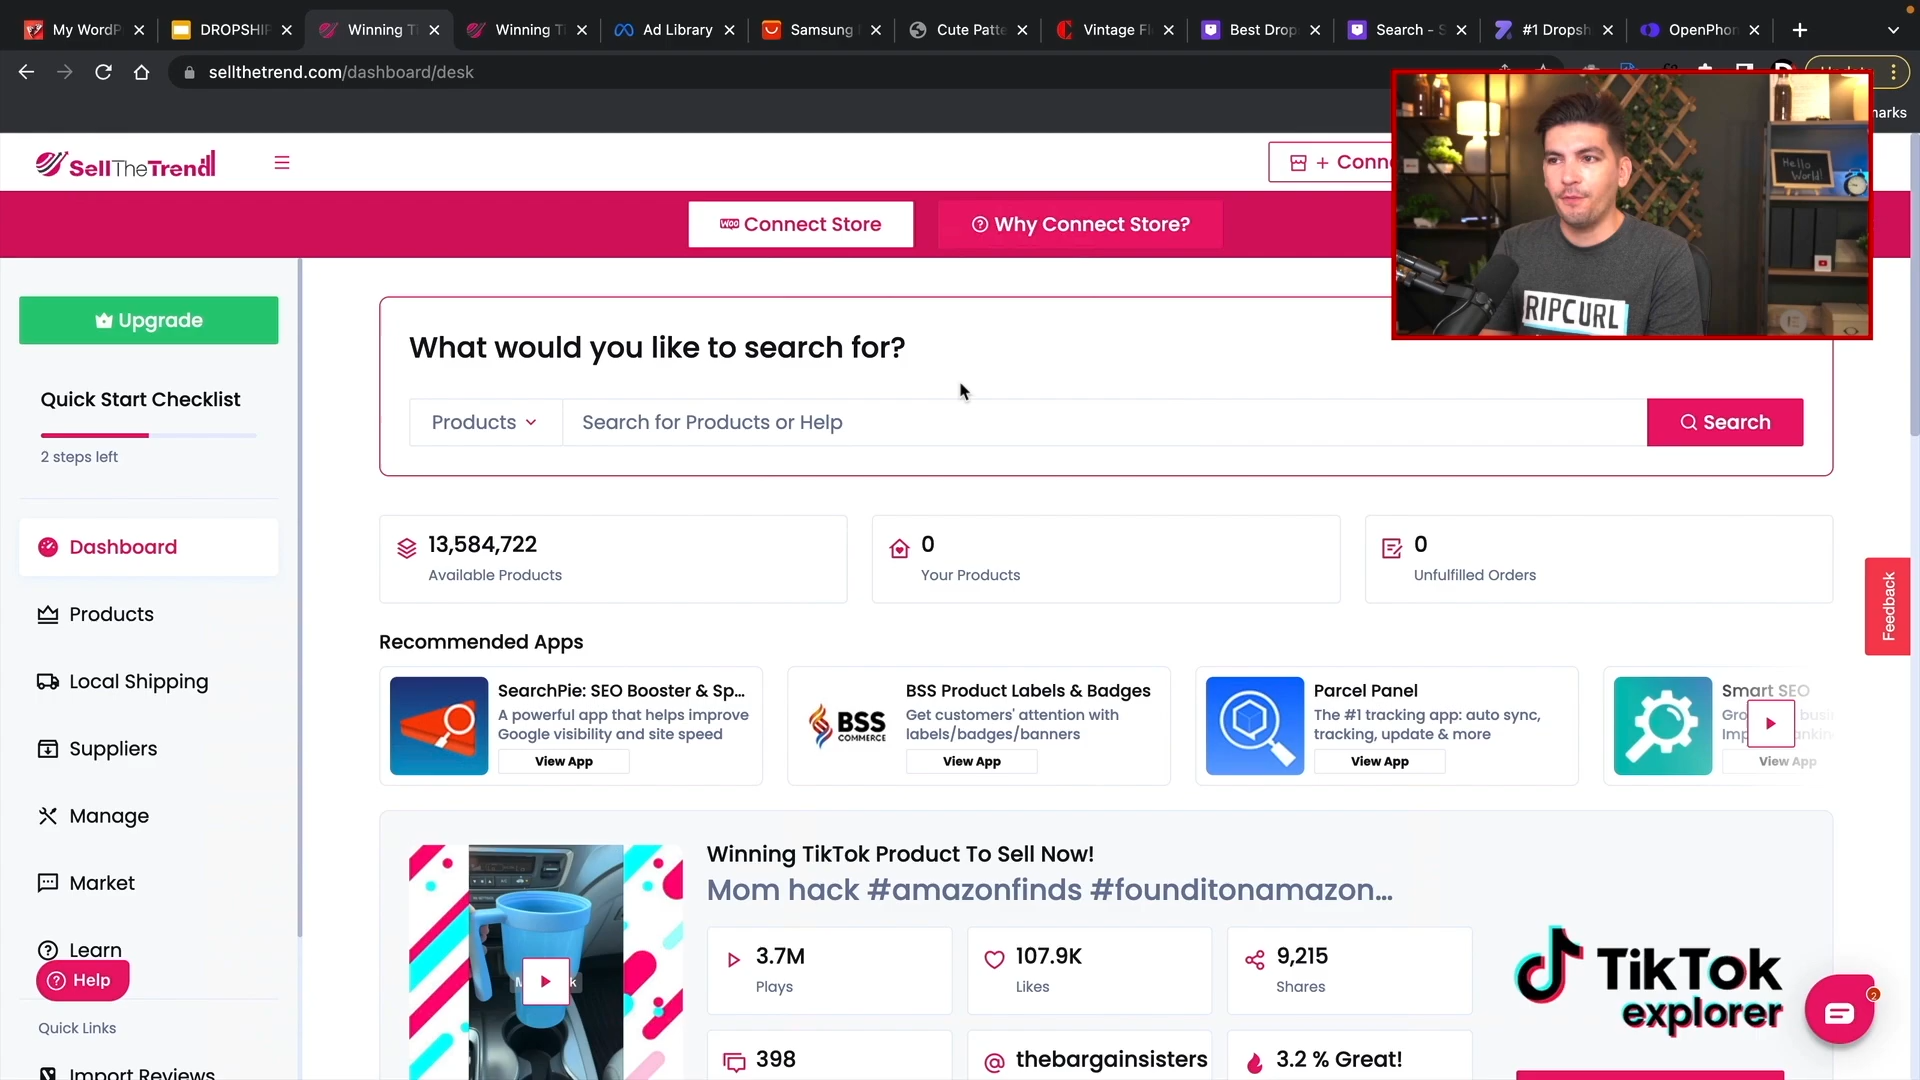 My WordP
DROPSHIP
Winning T
Winning T
Ad Library
Samsung
Cute Patte
Vintage Fl
Best Drop
Search - S
#1 Dropsh
OpenPhon
sellthetrend.com/dashboard/desk
SellTheTrend
+ Conne
Woo Connect Store
Why Connect Store?
Hello
World!
RIPCURL
Upgrade
Quick Start Checklist
2 steps left
Dashboard
Products
Local Shipping
Suppliers
Manage
Market
Learn
Help
Quick Links
Import Reviews
What would you like to search for?
Products
Search for Products or Help
Search
13,584,722
Available Products
0
Your Products
0
Unfulfilled Orders
Feedback
Recommended Apps
SearchPie: SEO Booster & Sp...
A powerful app that helps improve
Google visibility and site speed
View App
BSS
COMMERCE
BSS Product Labels & Badges
Get customers' attention with
labels/badges/banners
View App
Parcel Panel
The #1 tracking app: auto sync,
tracking, update & more
View App
Smart SEO
View App
Winning TikTok Product To Sell Now!
Mom hack #amazonfinds #founditonamazon...
3.7M
Plays
107.9K
Likes
9,215
Shares
398
thebargainsisters
3.2 % Great!
TikTok
explorer
2